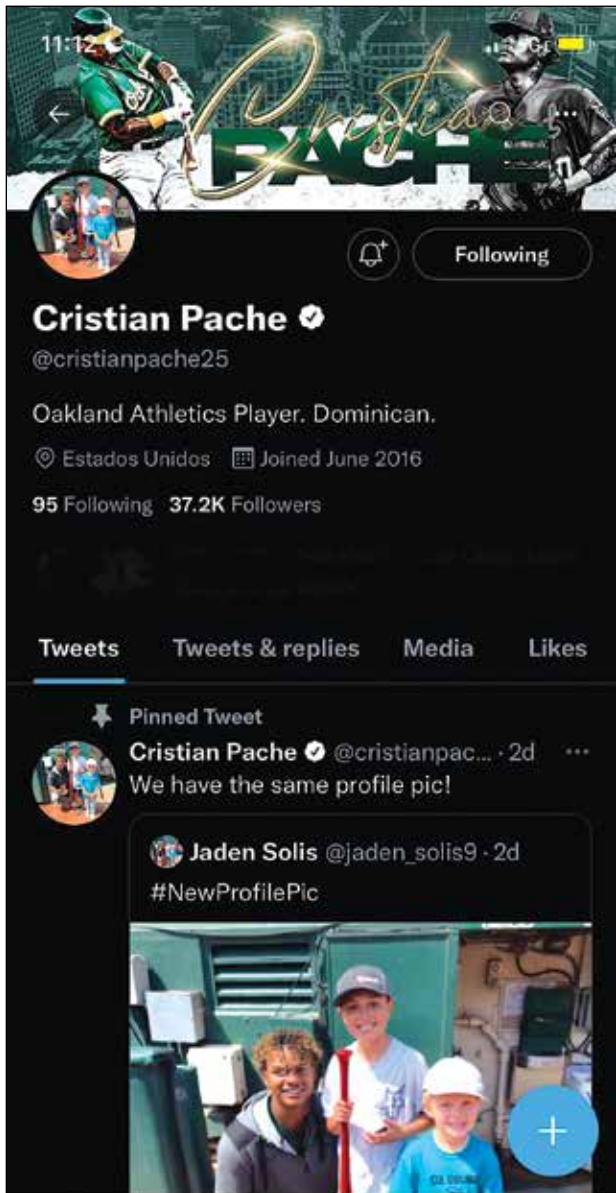 11:12
5G
Cristian
PACHE
Following
Cristian Pache
@cristianpache25
Oakland Athletics Player. Dominican.
Estados Unidos Joined June 2016
95 Following 37.2K Followers
Tweets Tweets & replies Media Likes
Pinned Tweet
Cristian Pache @cristianpac... · 2d
We have the same profile pic!
Jaden Solis @jaden_solis9 · 2d
#NewProfilePic